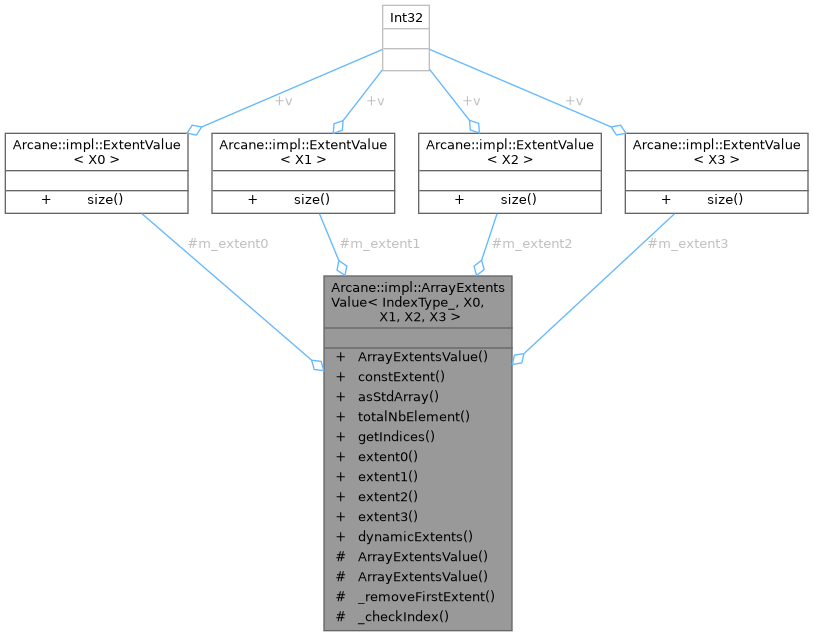 Int32
+v
+v
+v
+v
Arcane::impl::ExtentValue
< X0 >
+ size()
Arcane::impl::ExtentValue
< X1 >
+ size()
Arcane::impl::ExtentValue
< X2 >
+ size()
Arcane::impl::ExtentValue
< X3 >
+ size()
#m_extent0
#m_extent1
#m_extent2
#m_extent3
Arcane::impl::ArrayExtents
Value< IndexType_, X0,
X1, X2, X3 >
+ ArrayExtentsValue()
+ constExtent()
+ asStdArray()
+ totalNbElement()
+ getIndices()
+ extent0()
+ extent1()
+ extent2()
+ extent3()
+ dynamicExtents()
# ArrayExtentsValue()
# ArrayExtentsValue()
# _removeFirstExtent()
# _checkIndex()